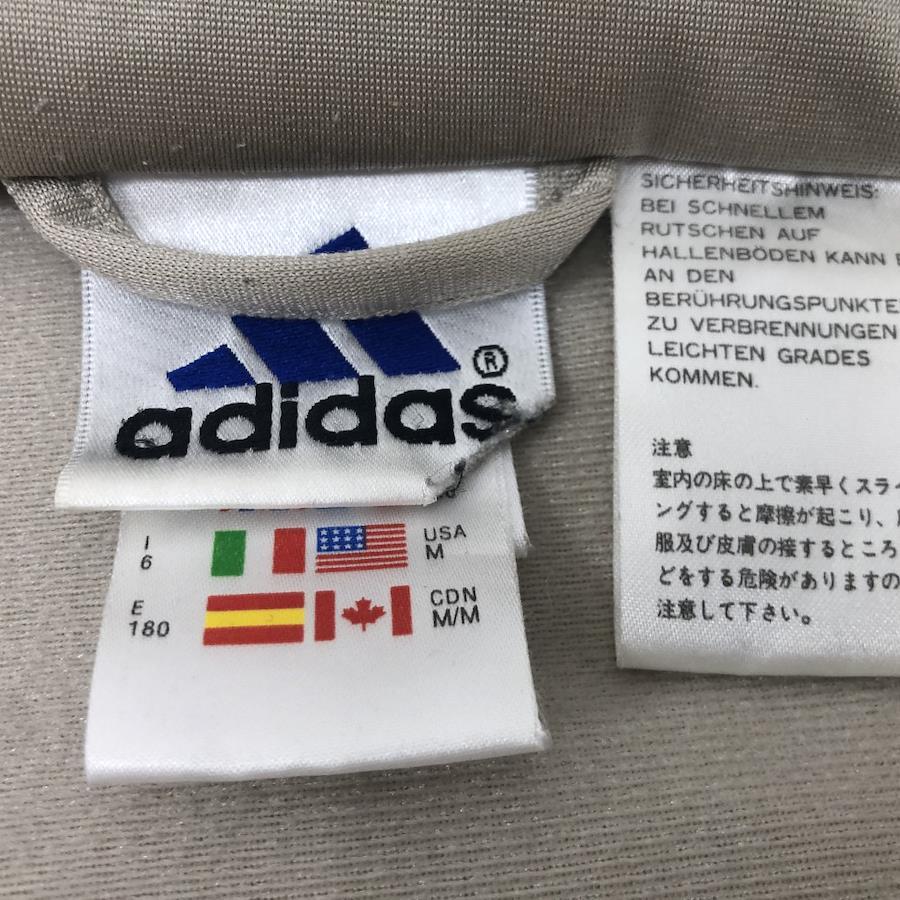 adidas®
I
6
USA
M
E
180
CDN
M/M
SICHERHEITSHINWEIS:
BEI SCHNELLEM
RUTSCHEN AUF
HALLENBÖDEN KANN
AN DEN
BERÜHRUNGSPUNKTE
ZU VERBRENNUNGEN
LEICHTEN GRADES
KOMMEN.
注意
室内の床の上で素早くスライ
ングすると摩擦が起こり、
服及び皮膚の接するところ
どをする危険がありますの
注意して下さい。